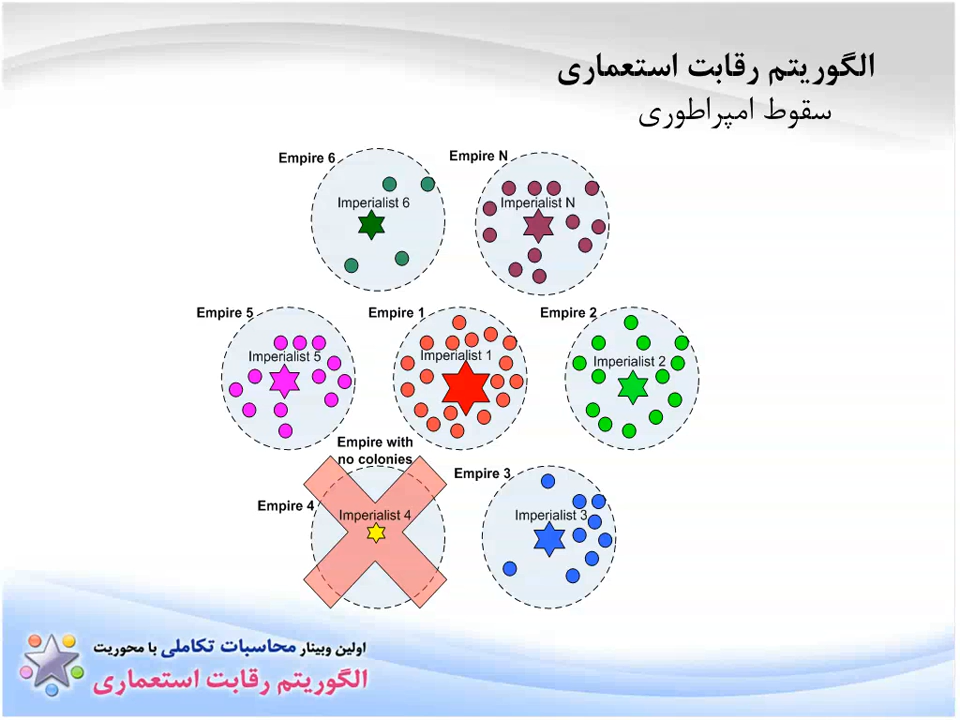 الگوریتم رقابت استعماری
سقوط امپراطوری
Empire 6
Imperialist 6
Empire N
Imperialist N
Empire 5
Imperialist 5
Empire 1
Imperialist 1
Empire 2
Imperialist 2
Empire with
no colonies
Empire 4
Imperialist 4
Empire 3
Imperialist 3
اولین وبینار محاسبات تکاملی با محوریت
الگوریتم رقابت استعماری